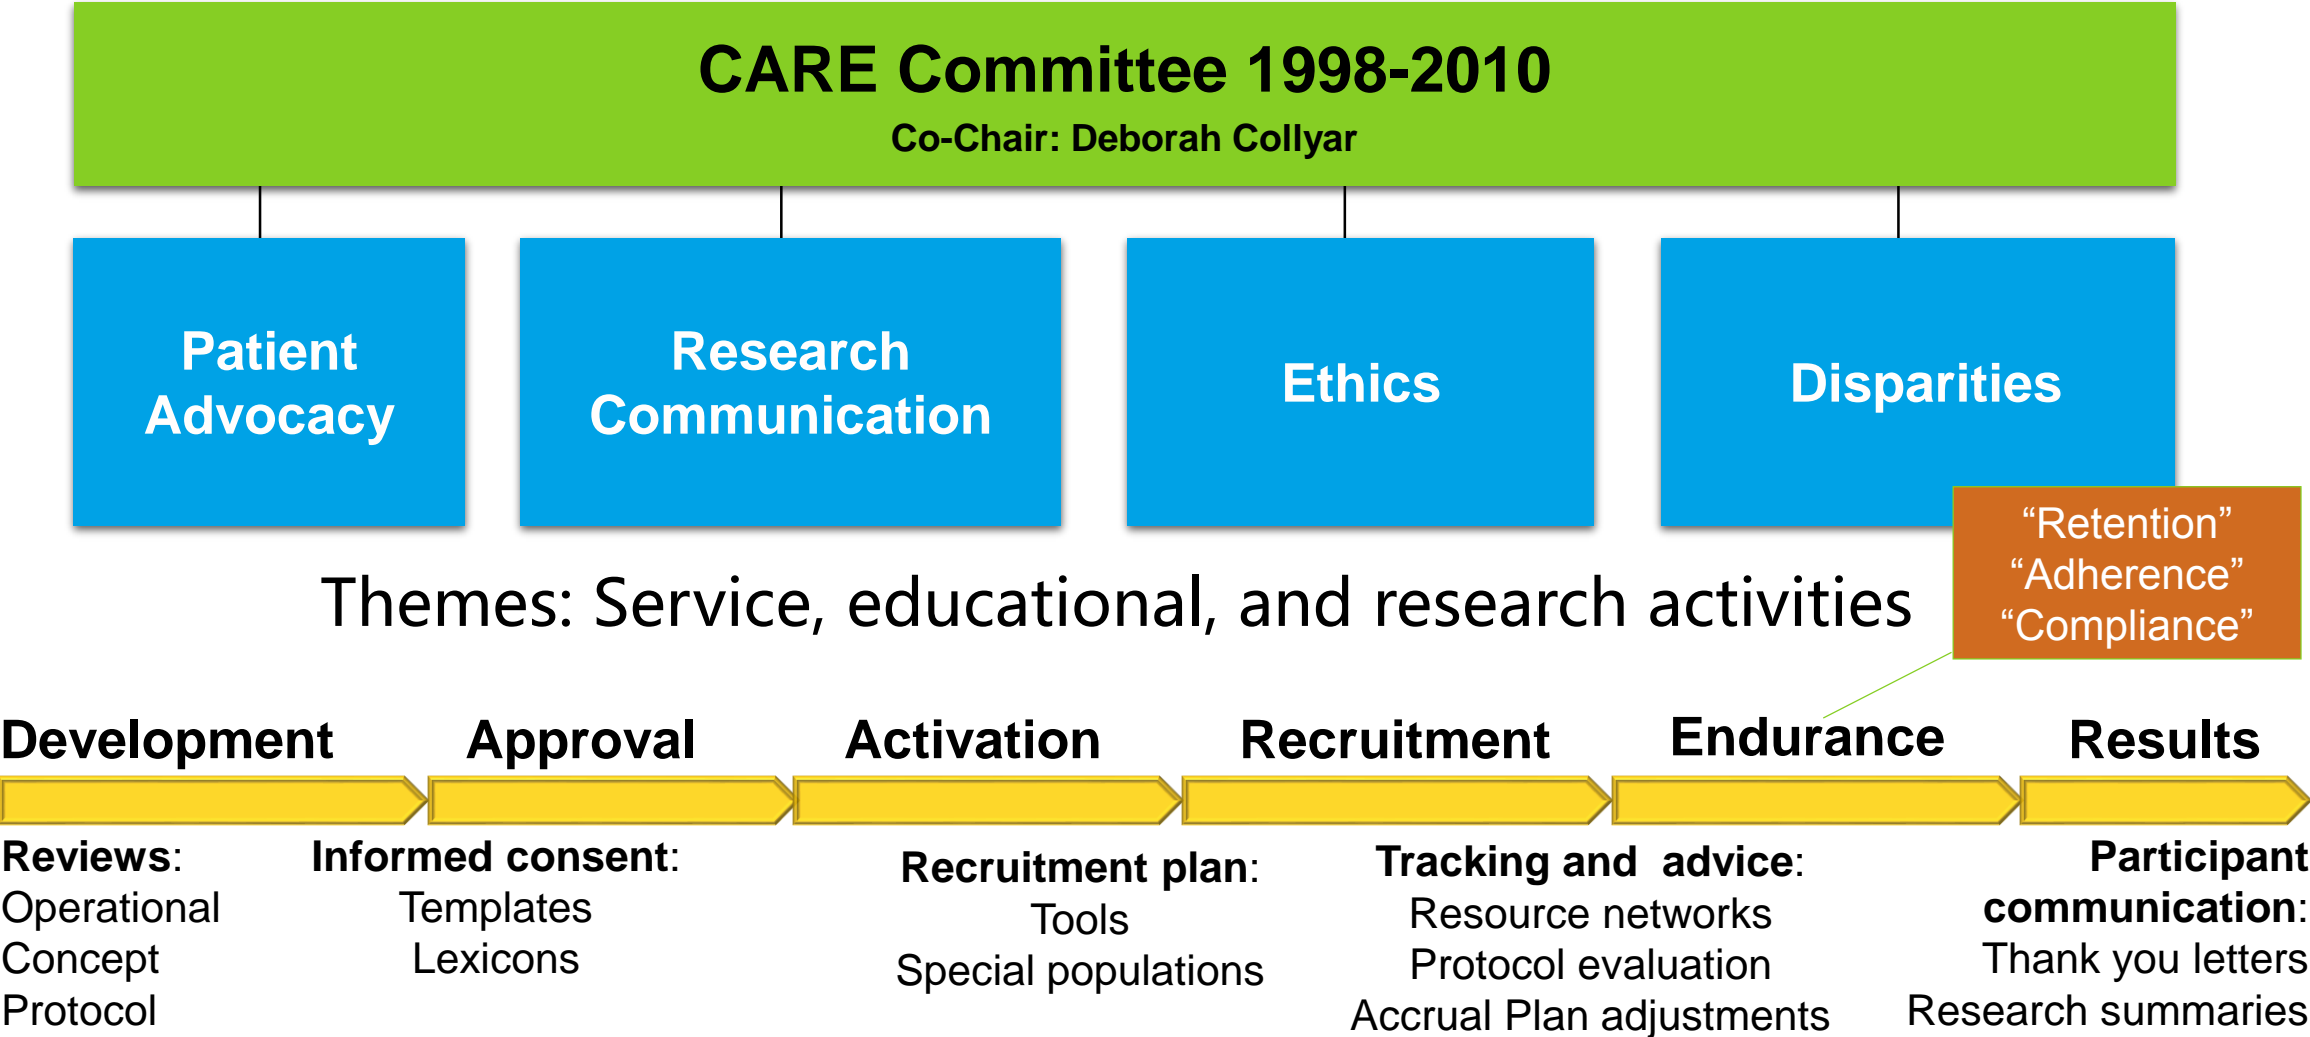 CARE Committee 1998-2010
Co-Chair: Deborah Collyar
Patient
Advocacy
Research
Communication
Ethics
Disparities
“Retention”
“Adherence”
“Compliance”
Themes: Service, educational, and research activities
Development
Approval
Activation
Recruitment
Endurance
Results
Reviews:
Operational
Concept
Protocol
Informed consent:
Templates
Lexicons
Recruitment plan:
Tools
Special populations
Tracking and  advice:
Resource networks
Protocol evaluation
Accrual Plan adjustments
Participant
communication:
Thank you letters
Research summaries